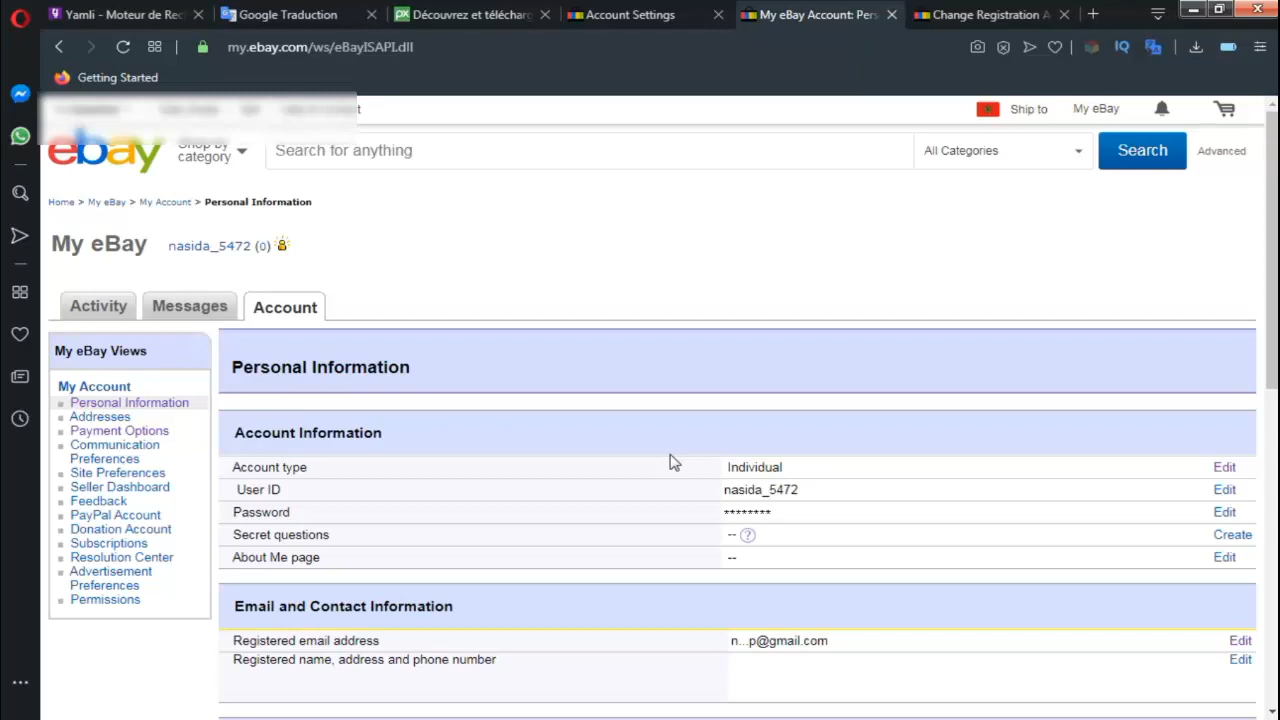 Yamli - Moteur de Rec
Google Traduction
Découvrez et télécharg
Account Settings
My eBay Account: Pers
Change Registration A
my.ebay.com/ws/eBayISAPI.dll
IQ
Getting Started
Ship to
My eBay
ebay
Shop by
category
Search for anything
All Categories
Search
Advanced
Home > My eBay > My Account > Personal Information
My eBay
nasida_5472 (0)
Activity
Messages
Account
My eBay Views
My Account
Personal Information
Addresses
Payment Options
Communication
Preferences
Site Preferences
Seller Dashboard
Feedback
PayPal Account
Donation Account
Subscriptions
Resolution Center
Advertisement
Preferences
Permissions
Personal Information
Account Information
Account type Individual Edit
User ID nasida_5472 Edit
Password ******** Edit
Secret questions -- ? Create
About Me page -- Edit
Email and Contact Information
Registered email address n...p@gmail.com Edit
Registered name, address and phone number Edit